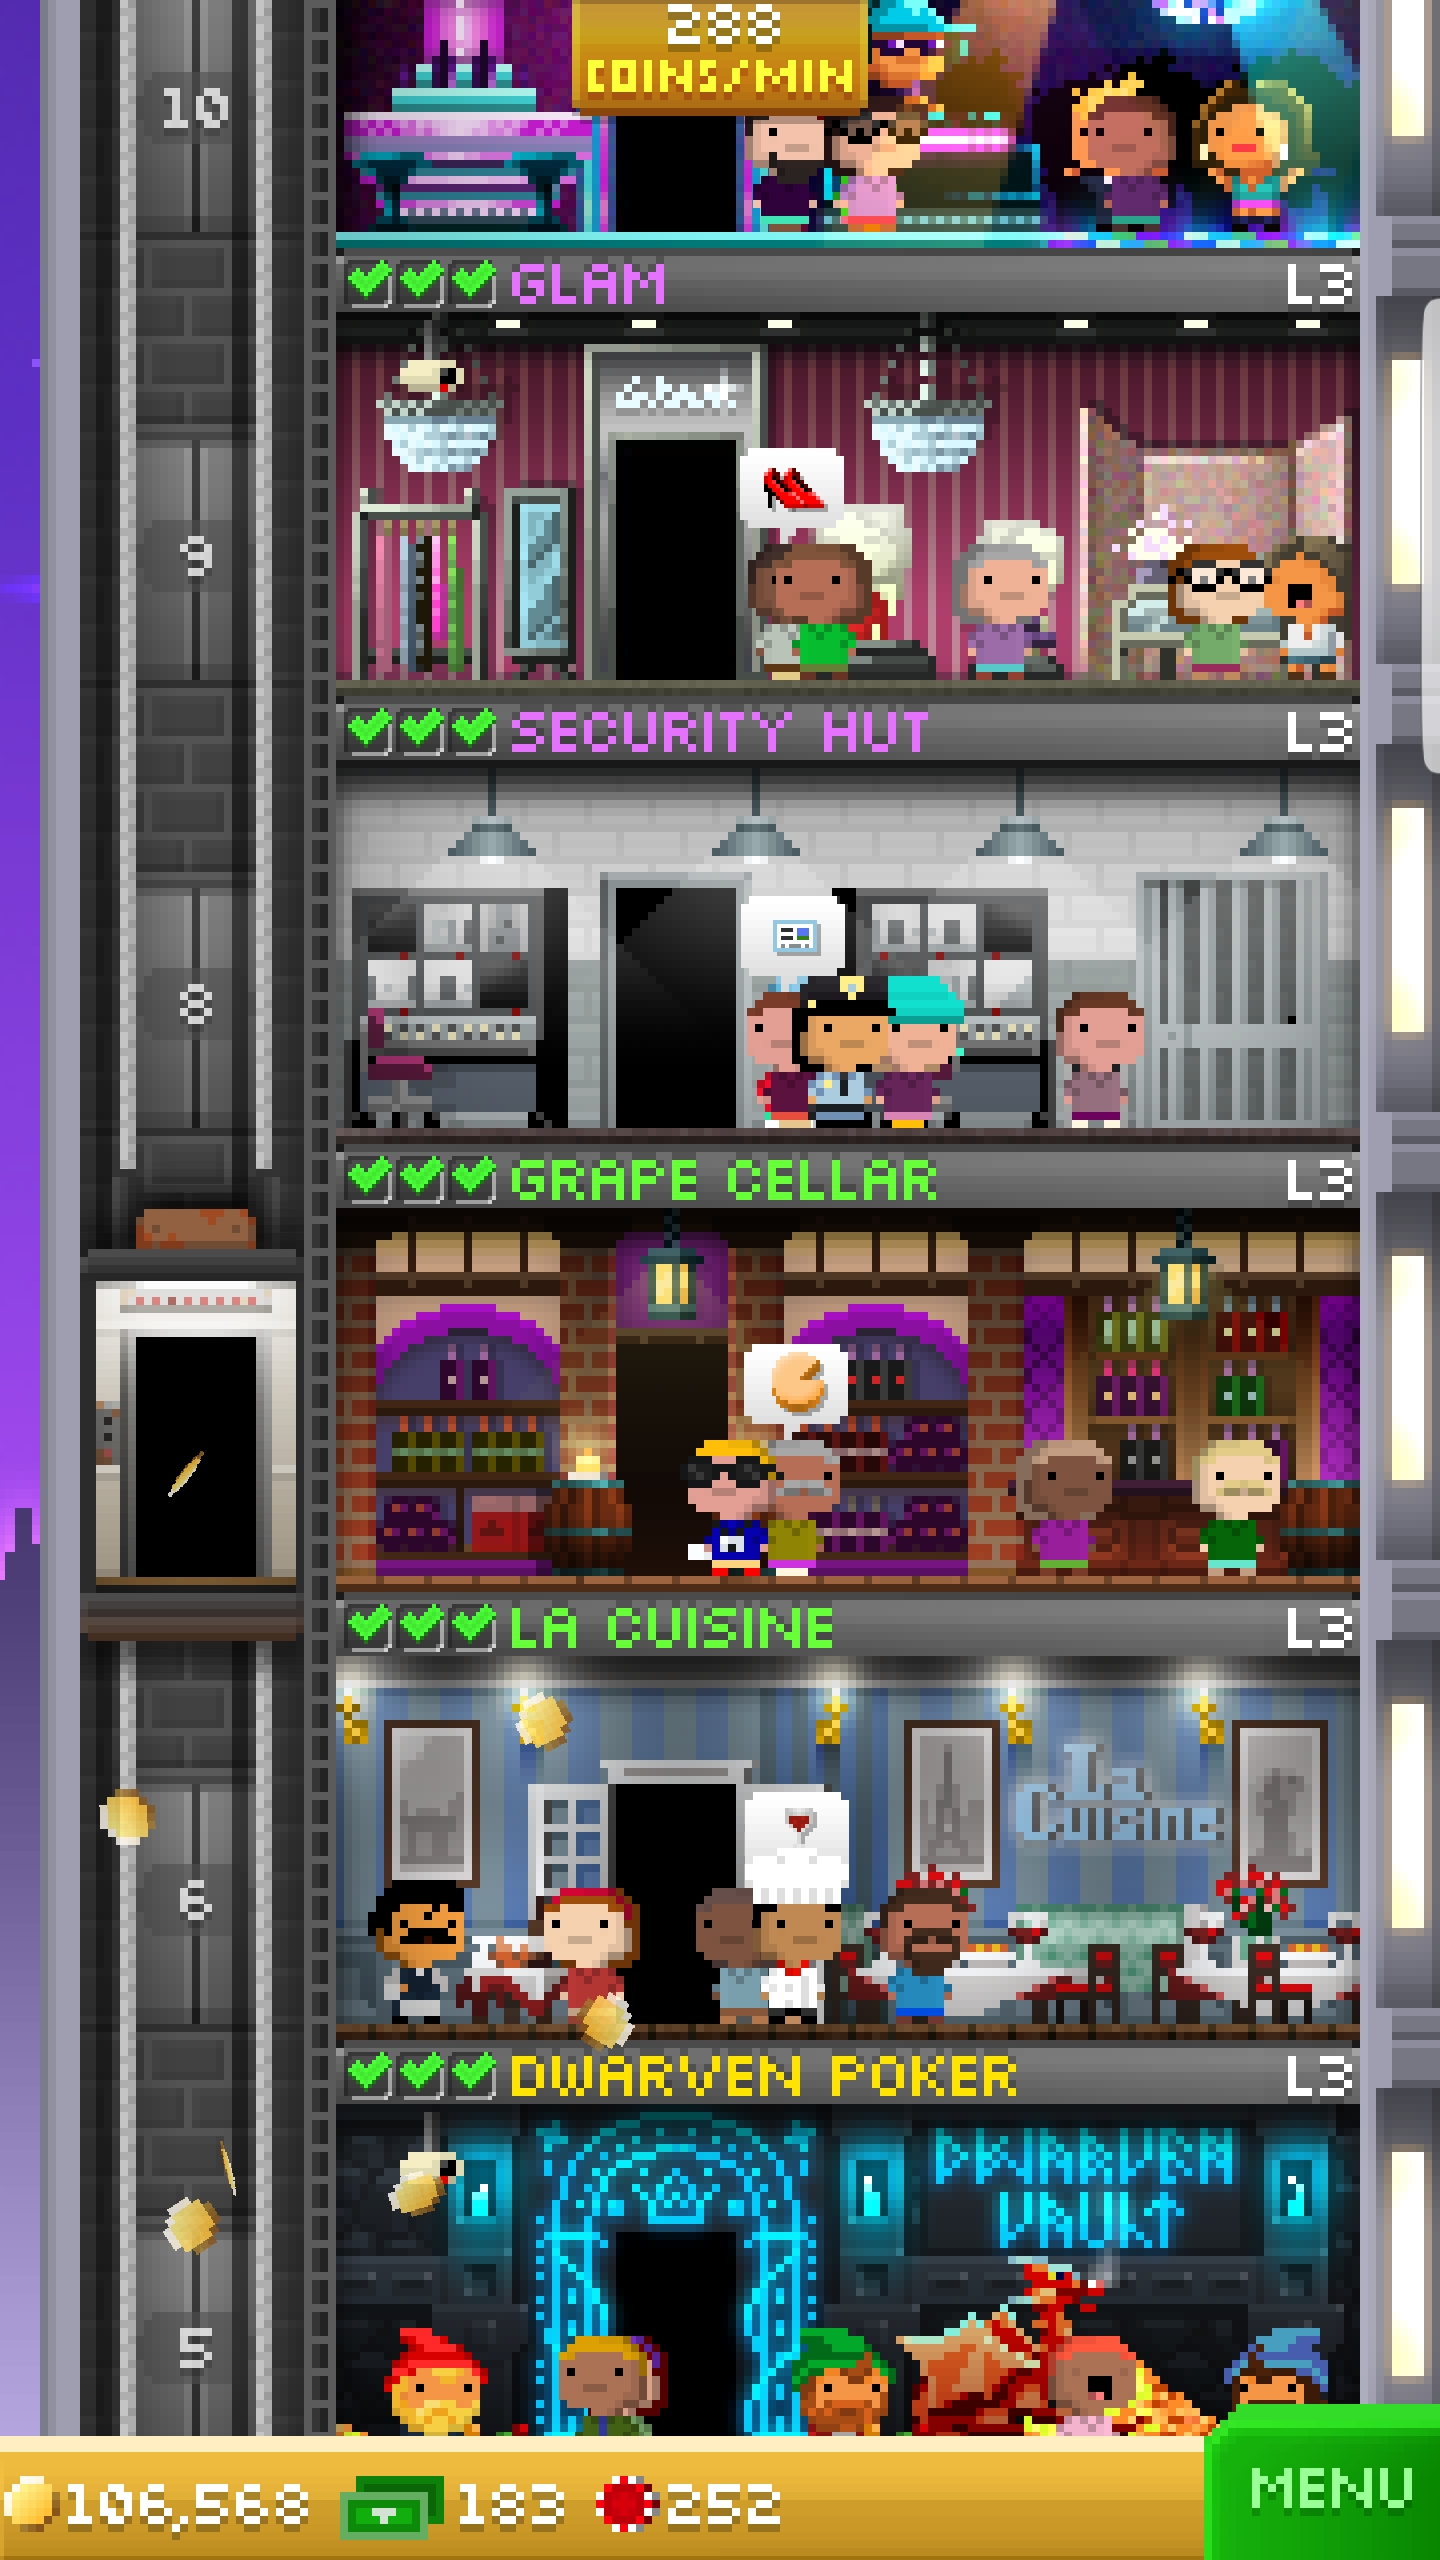 288
COINS/MIN
10
GLAM
L3
9
SECURITY HUT
L3
8
GRAPE CELLAR
L3
LA CUISINE
L3
La
Cuisine
6
DWARVEN POKER
L3
DWARVEN
VAULT
5
106,568
183
252
MENU